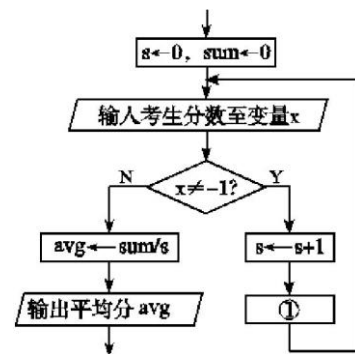 s←0, sum←0
输入考生分数至变量x
N
x≠-1?
Y
avg←sum/s
s←s+1
输出平均分avg
①